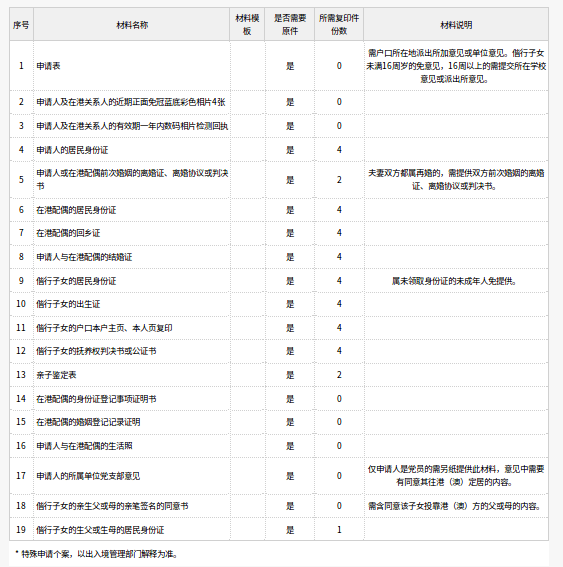 序号 材料名称 材料模板 是否需要原件 所需复印件份数 材料说明
1 申请表 是 0 需户口所在地派出所加意见或单位意见。偕行子女未满16周岁的免意见，16周以上的需提交所在学校意见或派出所意见。
2 申请人及在港关系人的近期正面免冠蓝底彩色相片4张 是 0
3 申请人及在港关系人的有效期一年内数码相片检测回执 是 0
4 申请人的居民身份证 是 4
5 申请人或在港配偶前次婚姻的离婚证、离婚协议或判决书 是 2 夫妻双方都属再婚的，需提供双方前次婚姻的离婚证、离婚协议或判决书。
6 在港配偶的居民身份证 是 4
7 在港配偶的回乡证 是 4
8 申请人与在港配偶的结婚证 是 4
9 偕行子女的居民身份证 是 4 属未领取身份证的未成年人免提供。
10 偕行子女的出生证 是 4
11 偕行子女的户口本户主页、本人页复印 是 4
12 偕行子女的抚养权判决书或公证书 是 4
13 亲子鉴定表 是 2
14 在港配偶的身份证登记事项证明书 是 0
15 在港配偶的婚姻登记记录证明 是 0
16 申请人与在港配偶的生活照 是 0
17 申请人的所属单位党支部意见 是 0 仅申请人是党员的需另纸提供此材料，意见中需要有同意其往港（澳）定居的内容。
18 偕行子女的亲生父或母的亲笔签名的同意书 是 0 需含同意该子女投靠港（澳）方的父或母的内容。
19 偕行子女的生父或生母的居民身份证 是 1
* 特殊申请个案，以出入境管理部门解释为准。